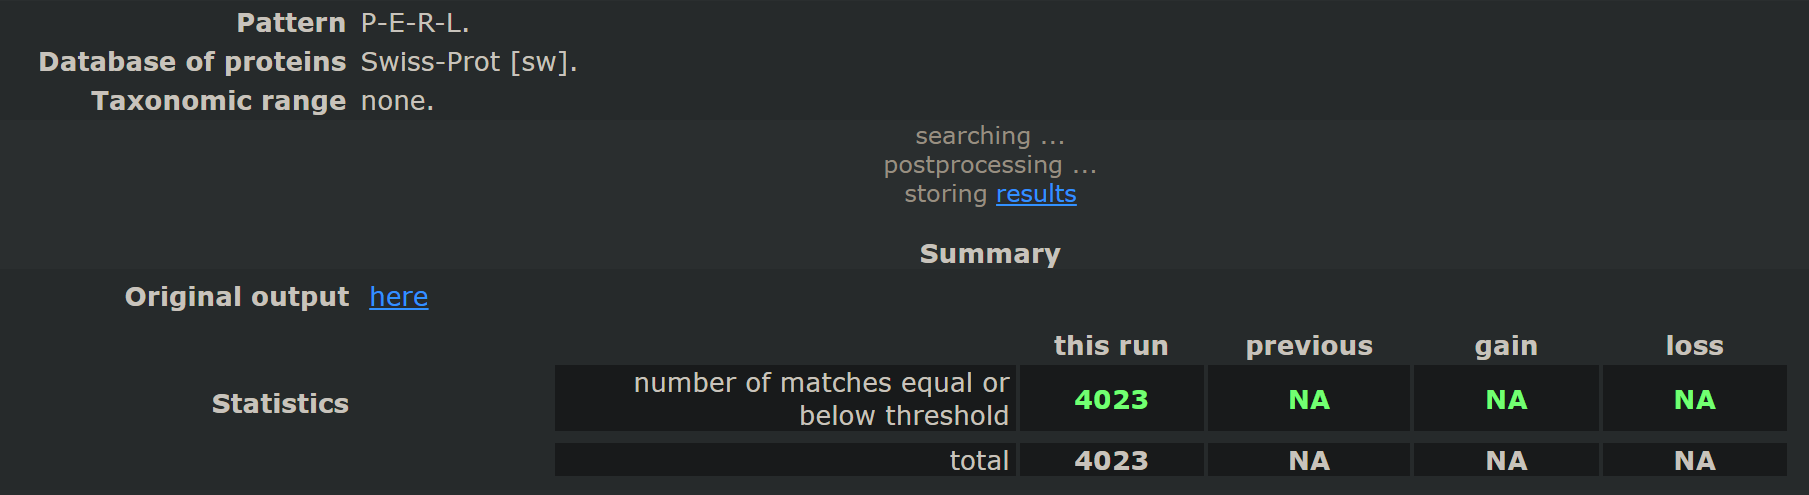 Pattern P-E-R-L.
Database of proteins Swiss-Prot [sw].
Taxonomic range none.
searching ...
postprocessing ...
storing results
Summary
Original output here
this run previous gain loss
Statistics number of matches equal or below threshold 4023 NA NA NA
total 4023 NA NA NA